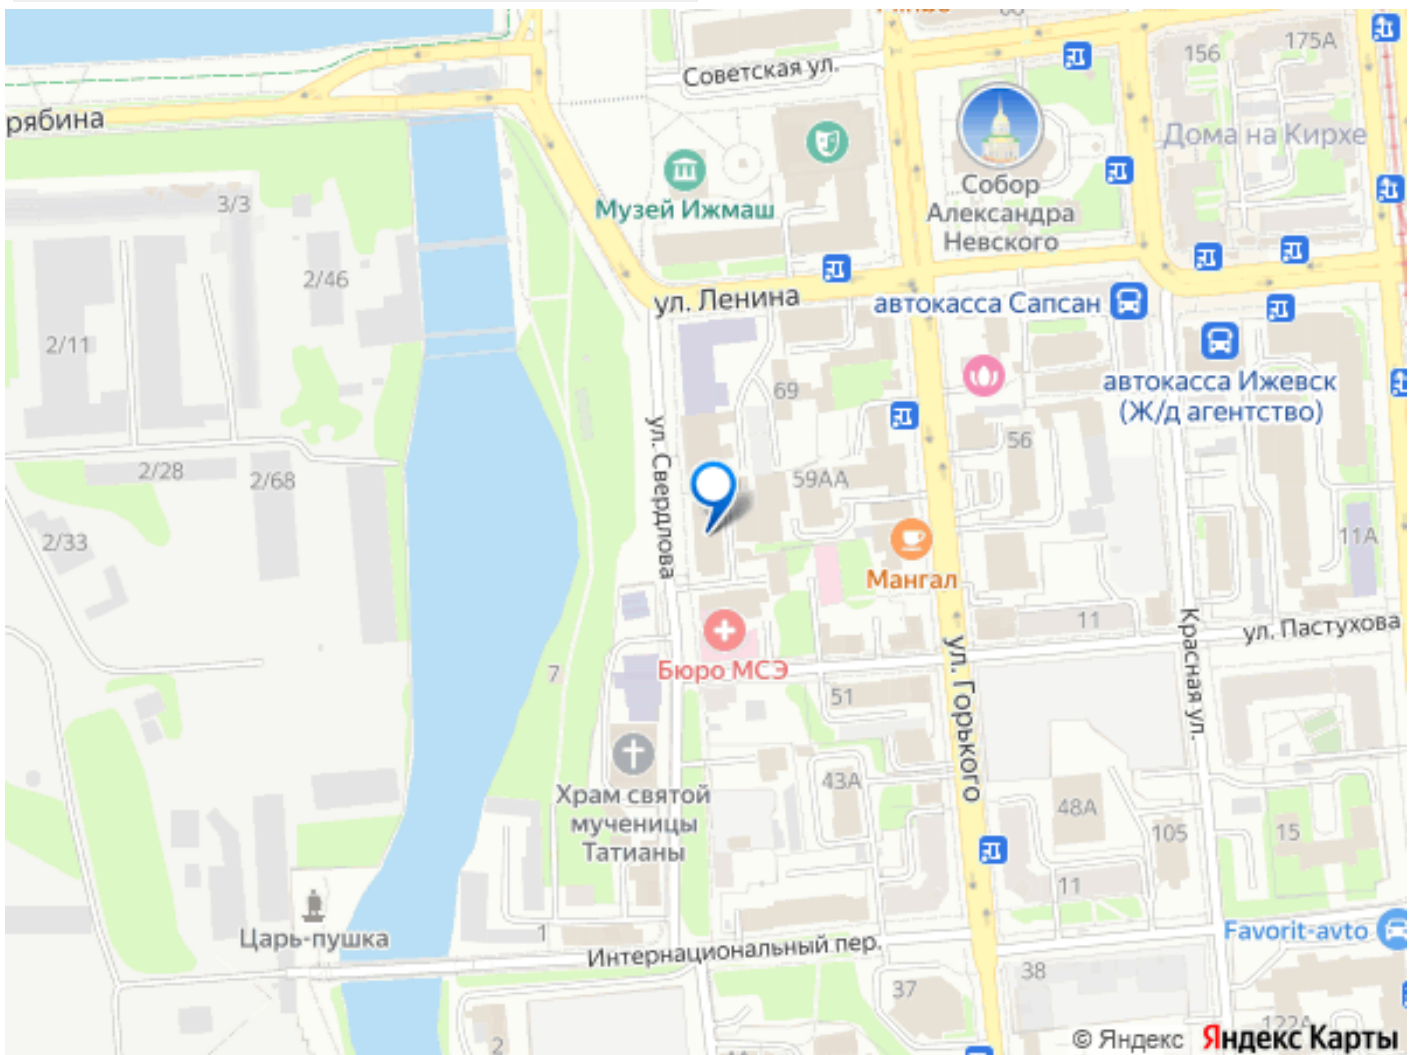 Советская ул.
156
175А
рябина
Дома на Кирхе
Музей Ижмаш
Собор
Александра
Невского
3/3
2/46
ул. Ленина
автокасса Сапсан
2/11
69
автокасса Ижевск
(Ж/д агентство)
ул. Свердлова
56
2/28
2/68
59АА
2/33
11А
Мангал
11
ул. Пастухова
Красная ул.
Бюро МСЭ
7
51
ул. Горького
43А
48А
105
15
Храм святой
мученицы
Татианы
11
Царь-пушка
1
Интернациональный пер.
Favorit-avto
38
37
122А
2
© Яндекс Яндекс Карты